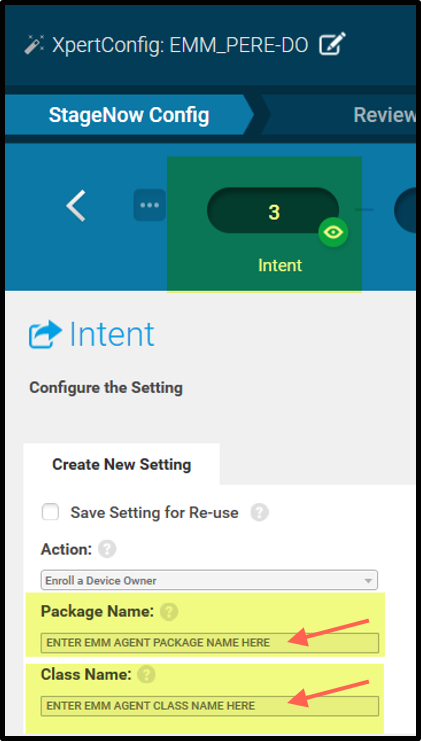 XpertConfig: EMM_PERE-DO
StageNow Config
Review
...
3
Intent
Intent
Configure the Setting
Create New Setting
Save Setting for Re-use ?
Action: ?
Enroll a Device Owner
Package Name: ?
ENTER EMM AGENT PACKAGE NAME HERE
Class Name: ?
ENTER EMM AGENT CLASS NAME HERE